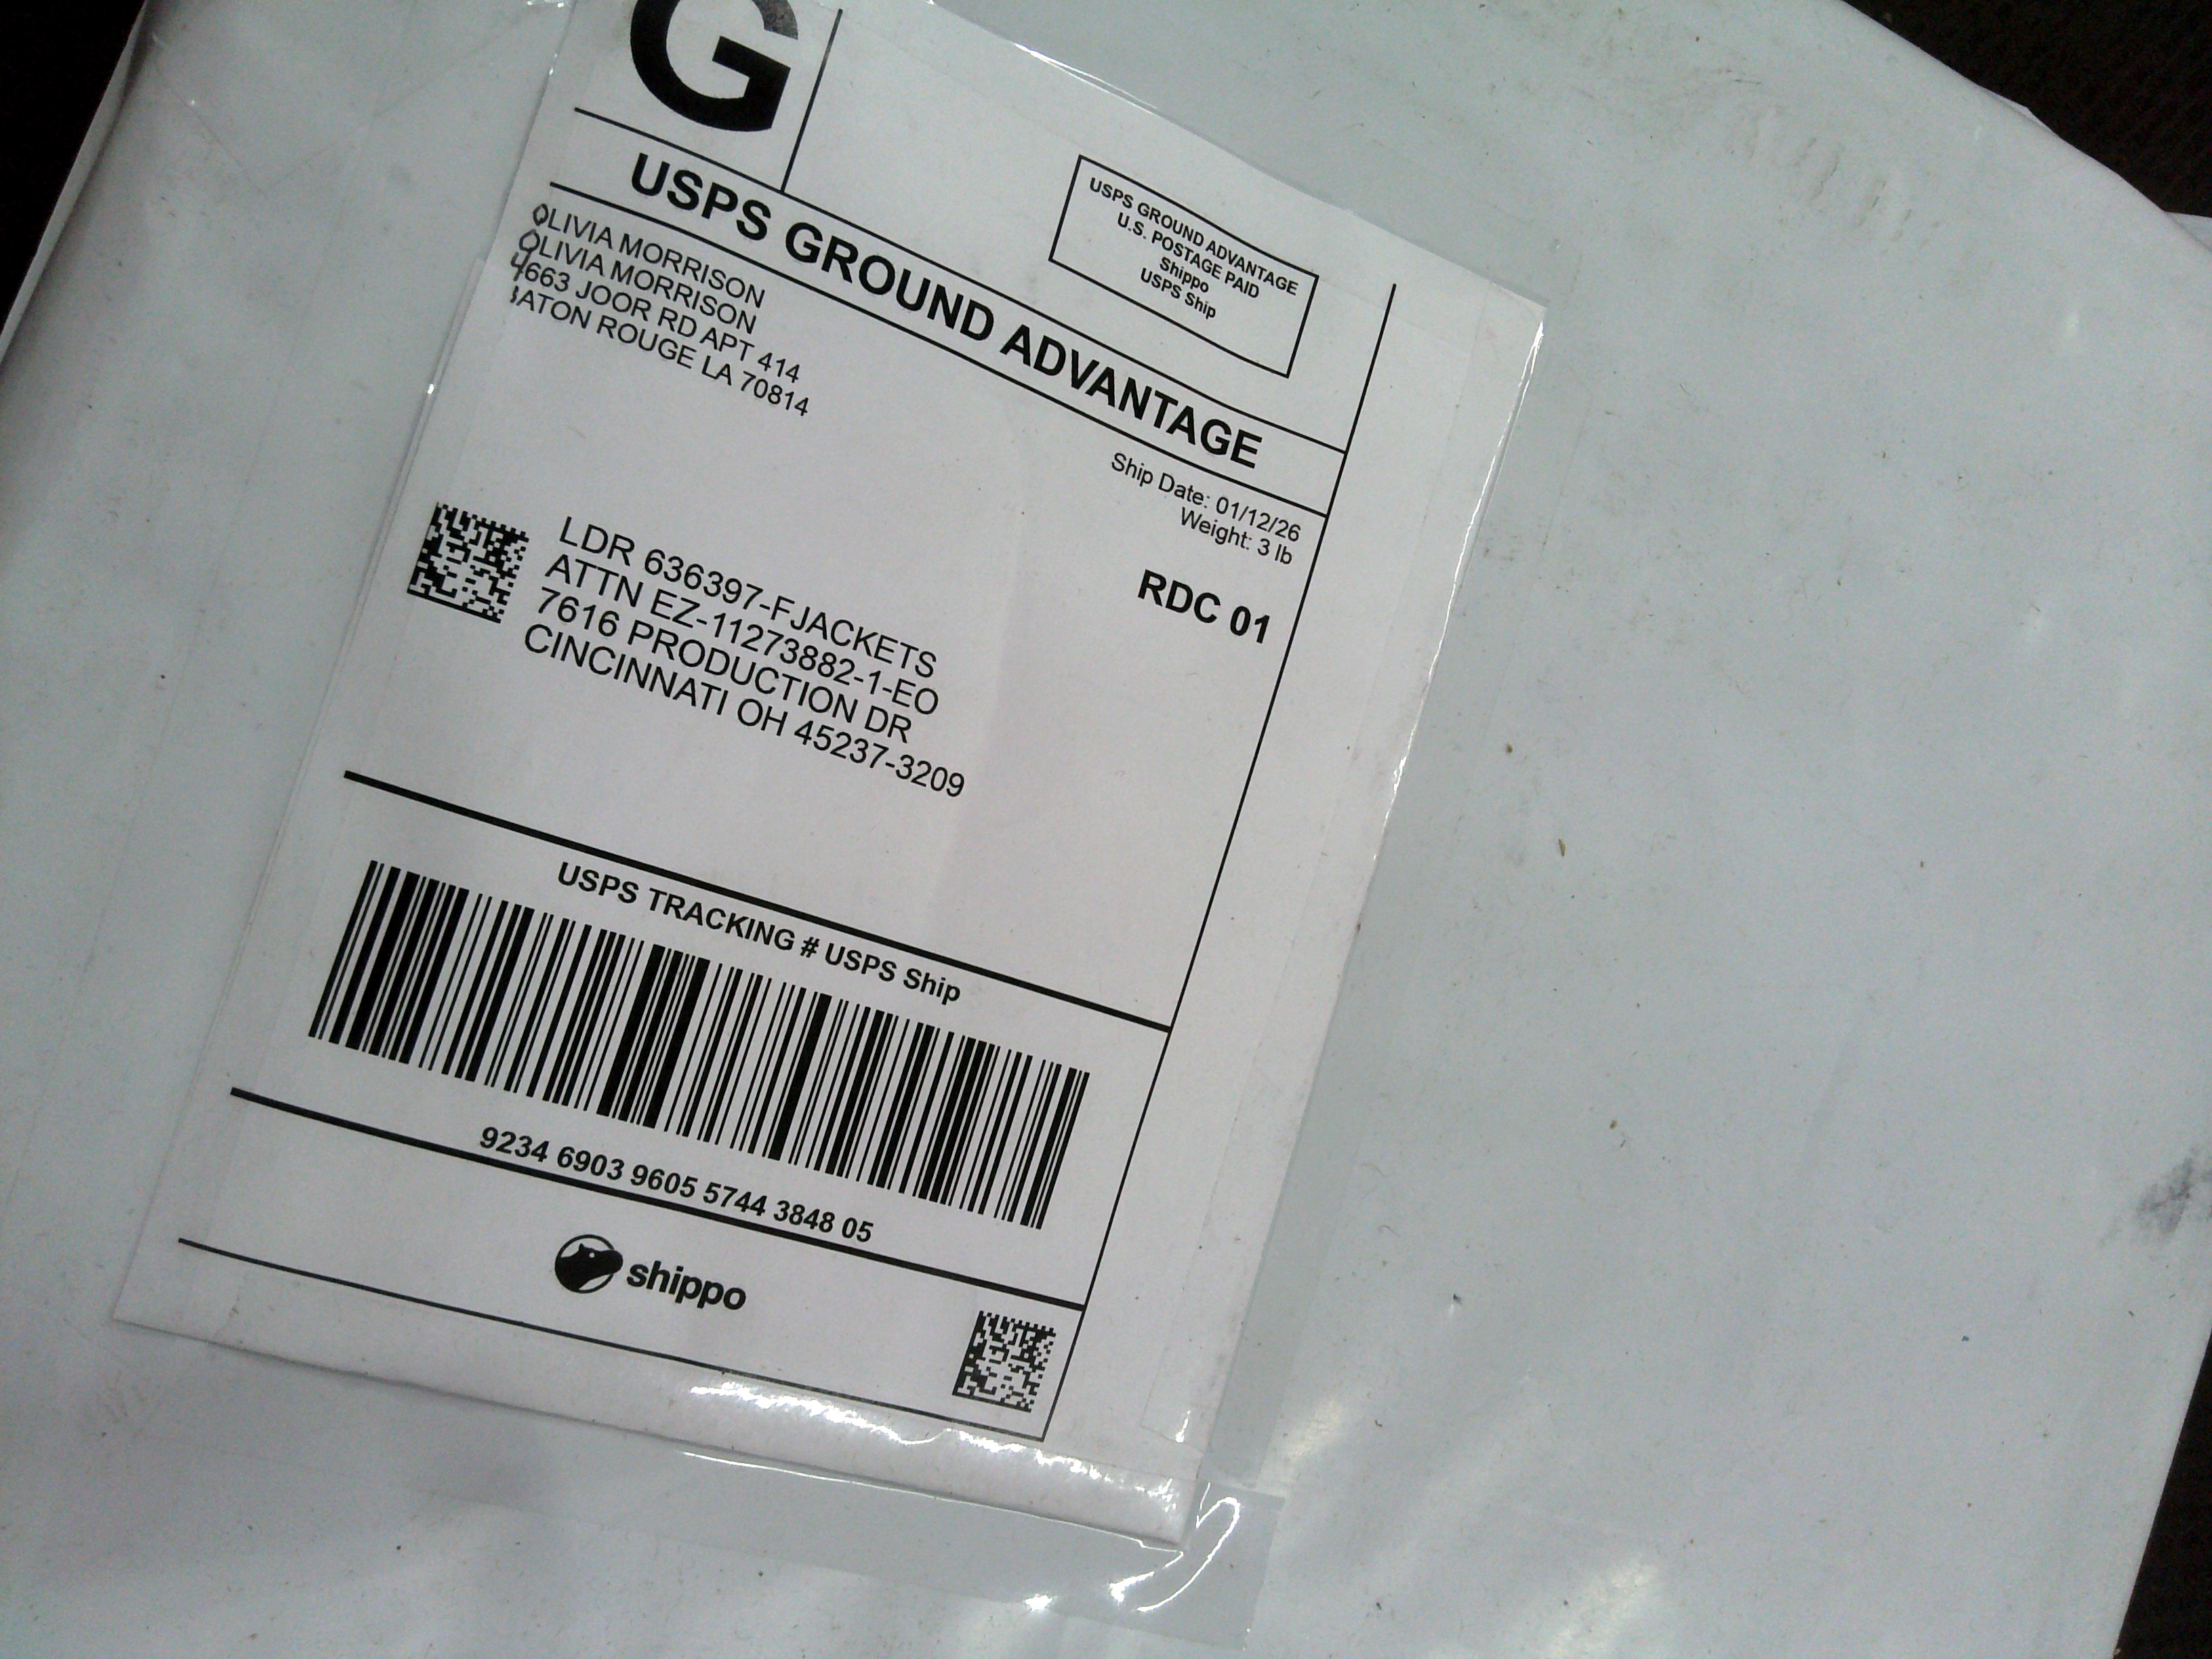 G
USPS GROUND ADVANTAGE
U.S. POSTAGE PAID
Shippo
USPS Ship
USPS GROUND ADVANTAGE
OLIVIA MORRISON
OLIVIA MORRISON
4663 JOOR RD APT 414
BATON ROUGE LA 70814
Ship Date: 01/12/26
Weight: 3 lb
RDC 01
LDR 636397-FJACKETS
ATTN EZ-11273882-1-EO
7616 PRODUCTION DR
CINCINNATI OH 45237-3209
USPS TRACKING # USPS Ship
9234 6903 9605 5744 3848 05
shippo